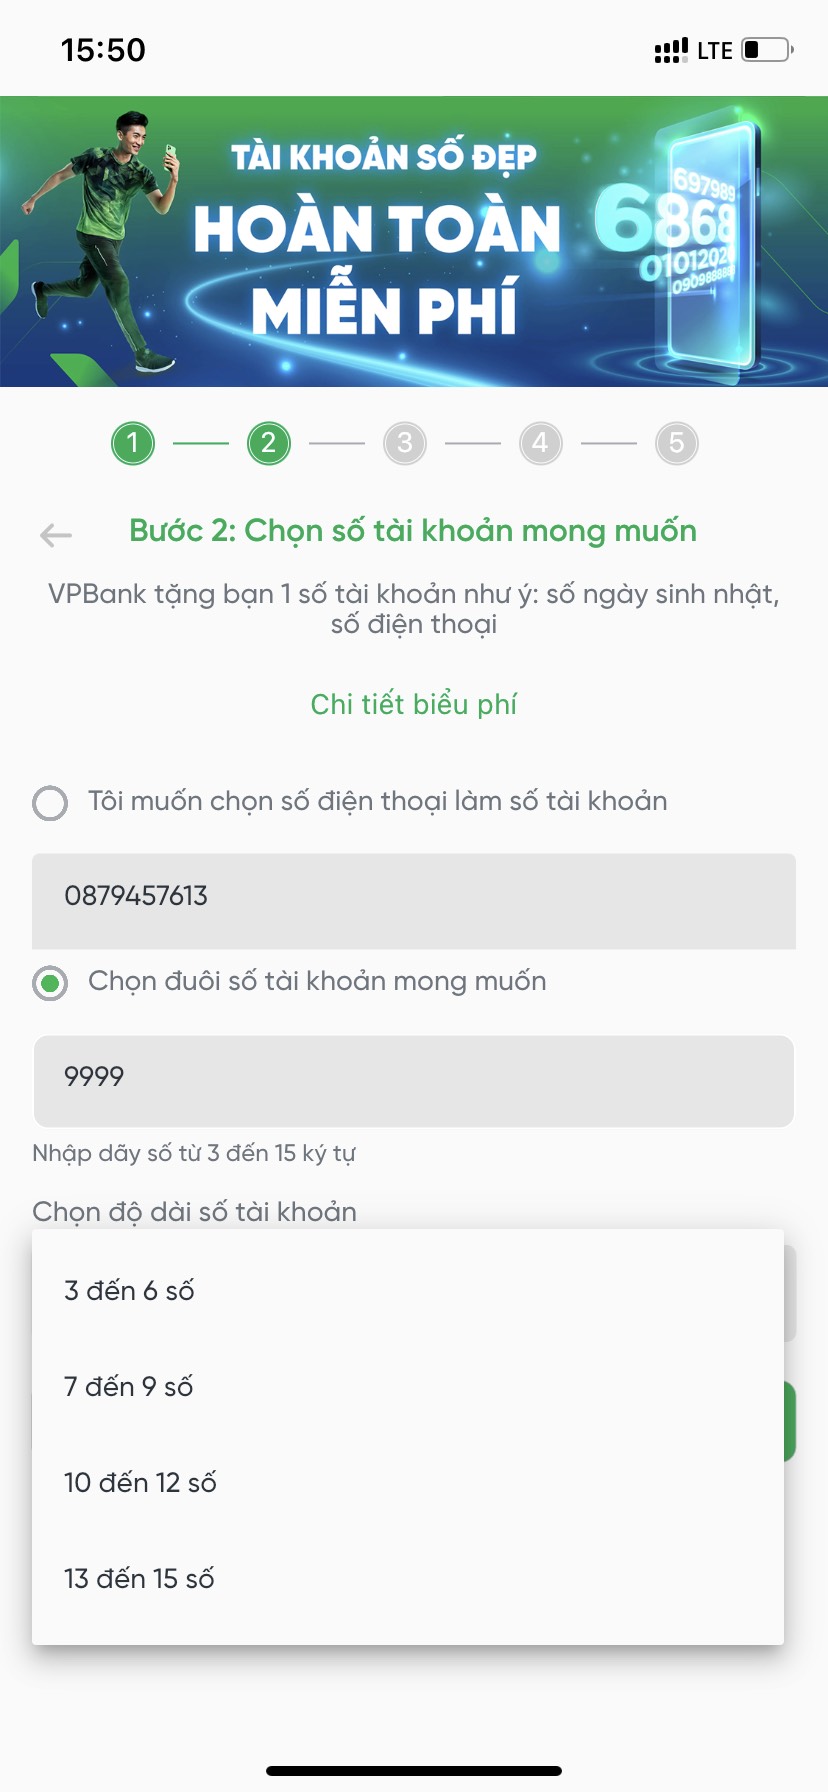 15:50
LTE
TÀI KHOẢN SỐ ĐẸP
HOÀN TOÀN
MIỄN PHÍ
697989
6868
01012020
1 2 3 4 5
Bước 2: Chọn số tài khoản mong muốn
VPBank tặng bạn 1 số tài khoản như ý: số ngày sinh nhật,
số điện thoại
Chi tiết biểu phí
Tôi muốn chọn số điện thoại làm số tài khoản
0879457613
Chọn đuôi số tài khoản mong muốn
9999
Nhập dãy số từ 3 đến 15 ký tự
Chọn độ dài số tài khoản
3 đến 6 số
7 đến 9 số
10 đến 12 số
13 đến 15 số